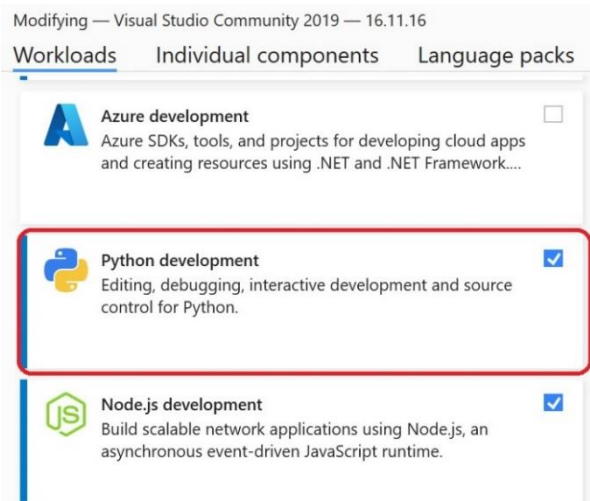 Modifying — Visual Studio Community 2019 — 16.11.16
Workloads Individual components Language packs
Azure development
Azure SDKs, tools, and projects for developing cloud apps
and creating resources using .NET and .NET Framework....
Python development
Editing, debugging, interactive development and source
control for Python.
JS
Node.js development
Build scalable network applications using Node.js, an
asynchronous event-driven JavaScript runtime.